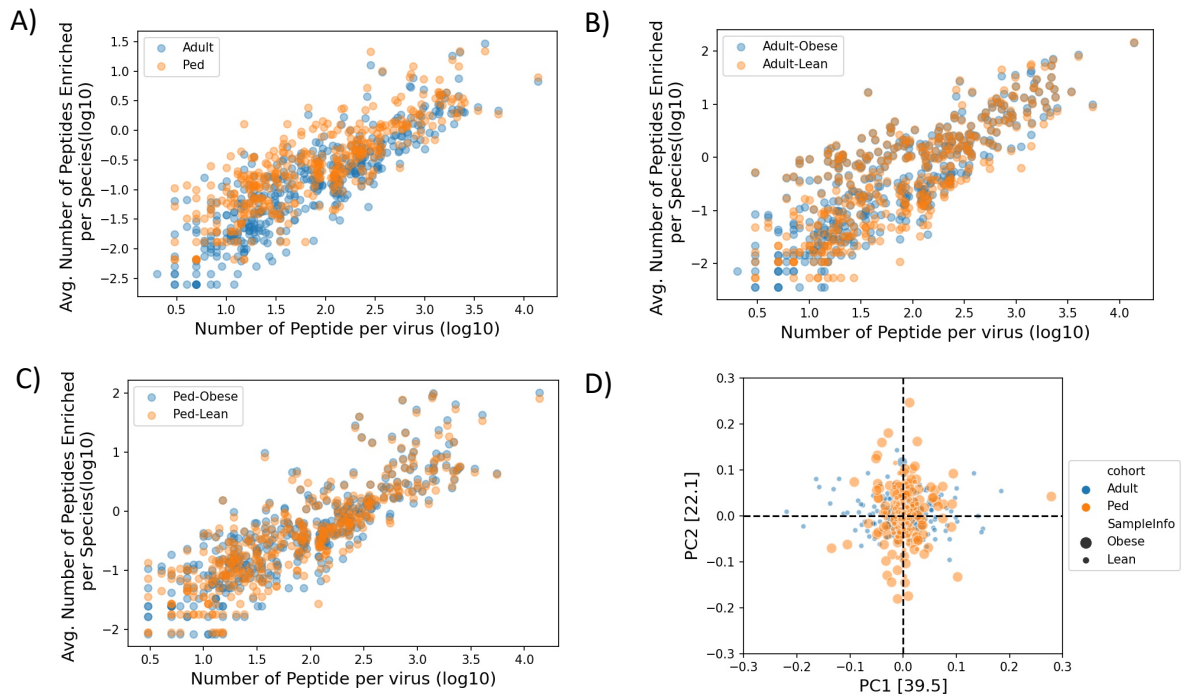 A)
Avg. Number of Peptides Enriched
per Species(log10)
1.5
1.0
0.5
0.0
−0.5
−1.0
−1.5
−2.0
−2.5
Adult
Ped
0.5 1.0 1.5 2.0 2.5 3.0 3.5 4.0
Number of Peptide per virus (log10)
B)
Avg. Number of Peptides Enriched
per Species(log10)
2
1
0
−1
−2
Adult-Obese
Adult-Lean
0.5 1.0 1.5 2.0 2.5 3.0 3.5 4.0
Number of Peptide per virus (log10)
C)
Avg. Number of Peptides Enriched
per Species(log10)
2
1
0
−1
−2
Ped-Obese
Ped-Lean
0.5 1.0 1.5 2.0 2.5 3.0 3.5 4.0
Number of Peptide per virus (log10)
D)
PC2 [22.1]
0.3
0.2
0.1
0.0
−0.1
−0.2
−0.3
−0.3 −0.2 −0.1 0.0 0.1 0.2 0.3
PC1 [39.5]
cohort
Adult
Ped
SampleInfo
Obese
Lean